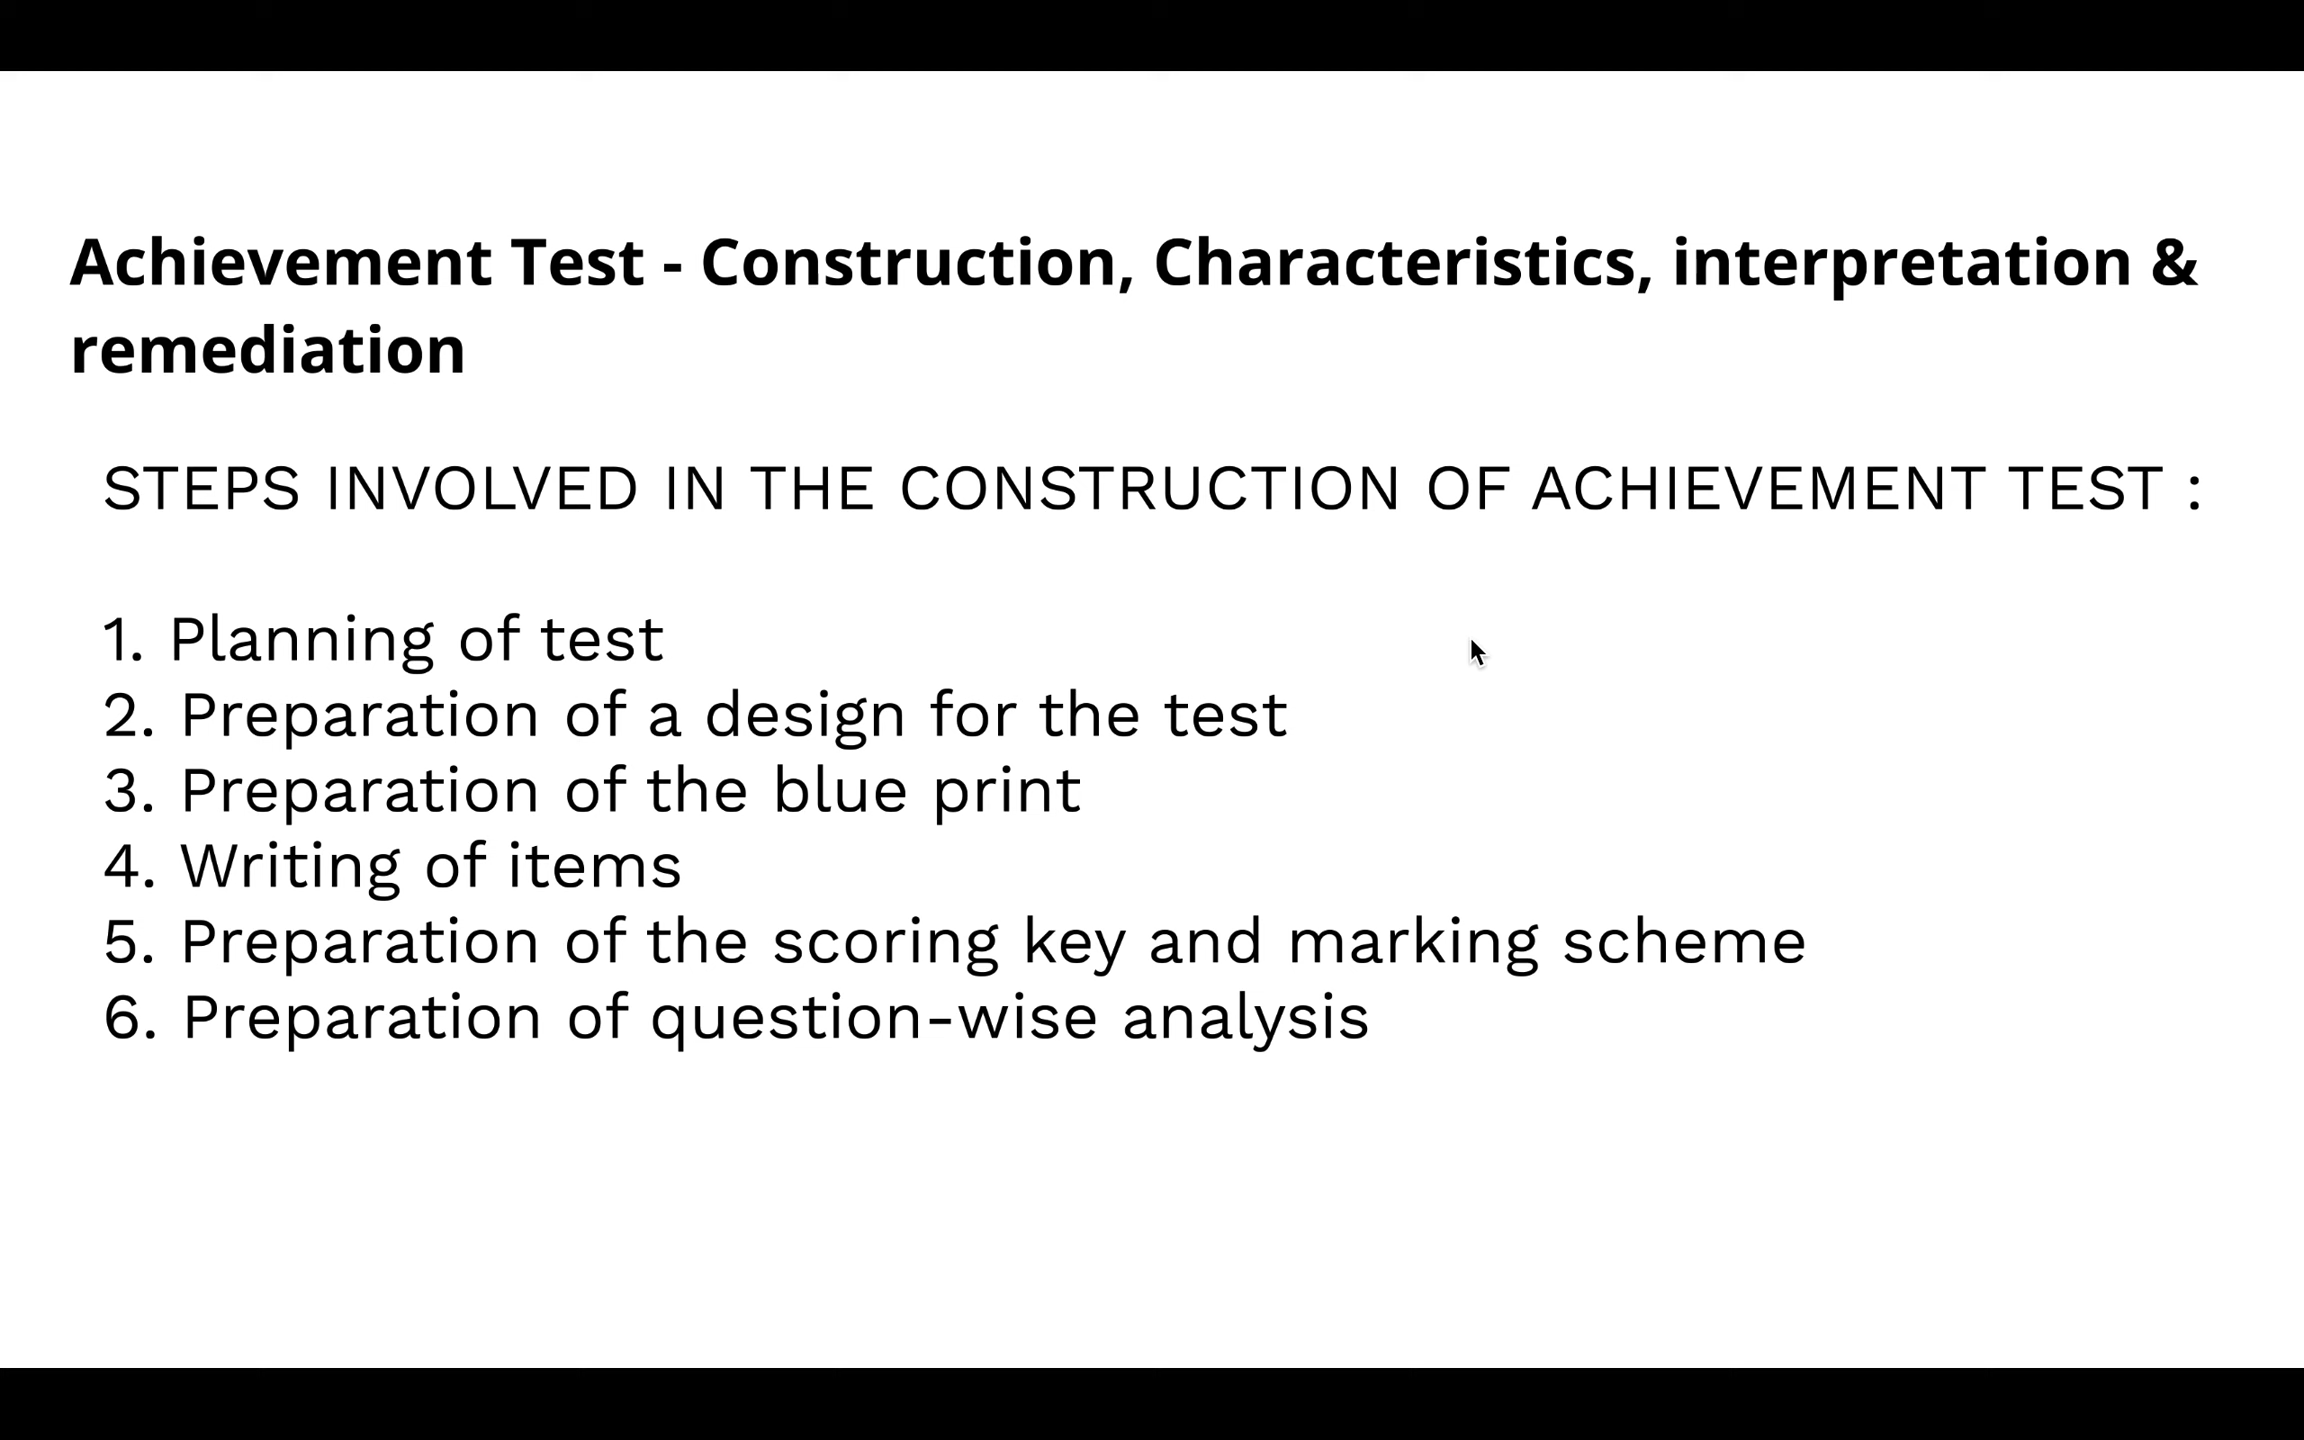 Achievement Test - Construction, Characteristics, interpretation &
remediation
STEPS INVOLVED IN THE CONSTRUCTION OF ACHIEVEMENT TEST :
1. Planning of test
2. Preparation of a design for the test
3. Preparation of the blue print
4. Writing of items
5. Preparation of the scoring key and marking scheme
6. Preparation of question-wise analysis